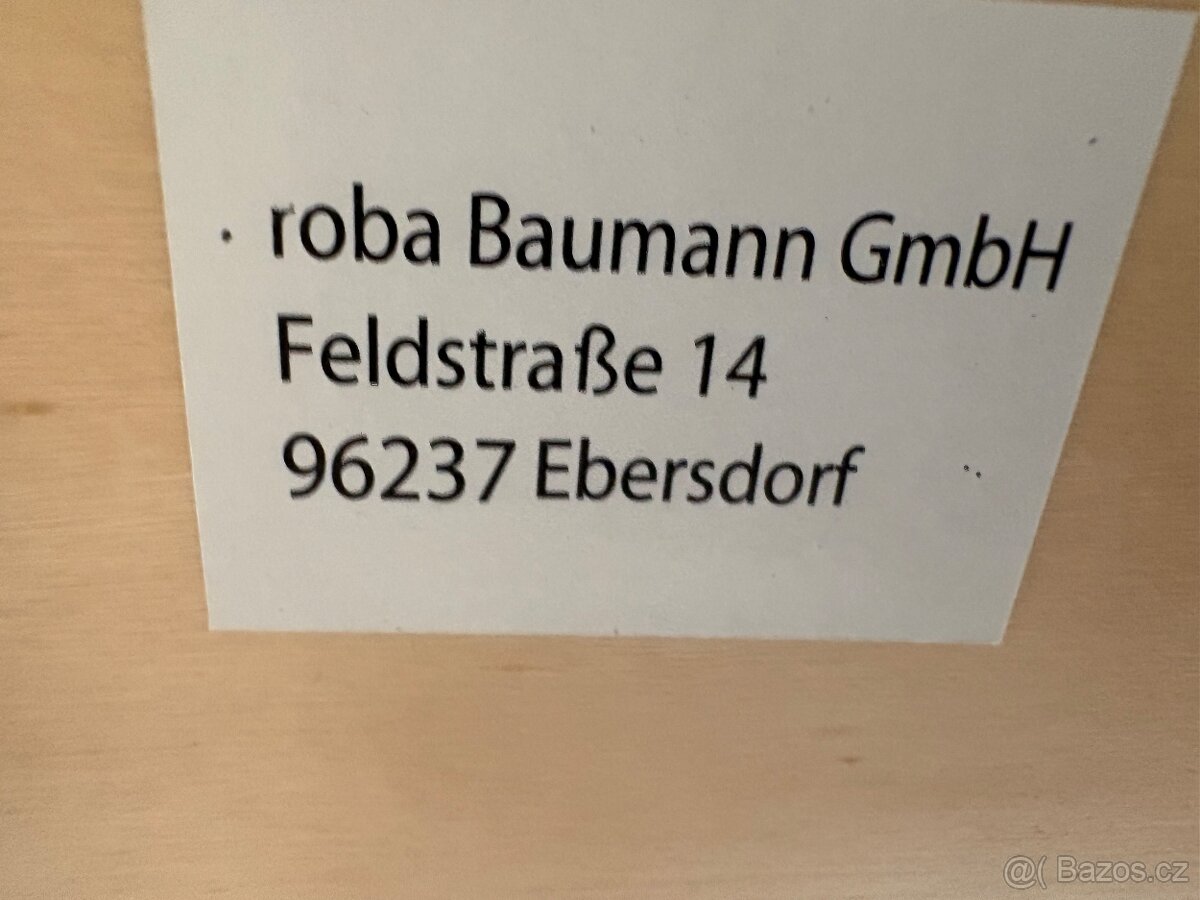 roba Baumann GmbH
Feldstraße 14
96237 Ebersdorf
@( Bazos.cz